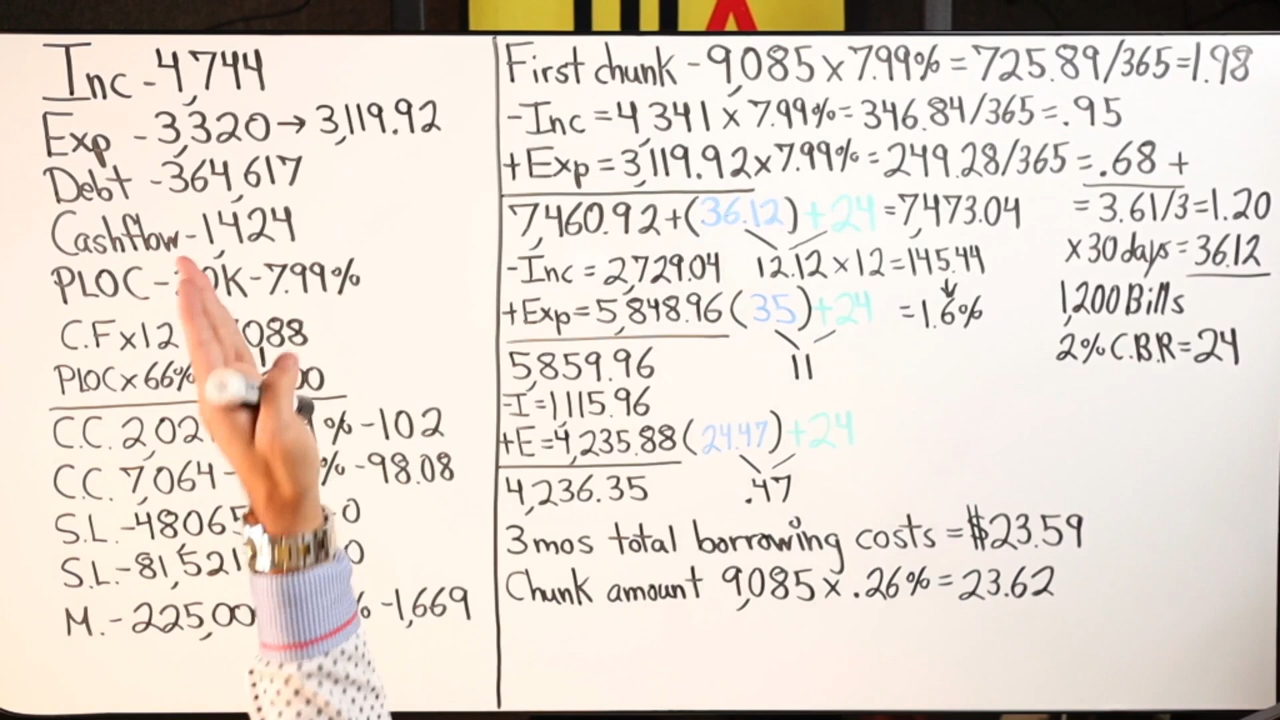 Inc - 4,744
Exp - 3,320 → 3,119.92
Debt - 364,617
Cashflow - 1,424
PLOC - K - 7.99%
C.F x 12 088
PLOC x 66% 00
C.C. 2,02 % - 102
C.C. 7,064 - % - 98.08
S.L. - 48065 0
S.L. - 81,521 0
M. - 225,00 % - 1,669
First chunk - 9,085 x 7.99% = 725.89/365 = 1.98
- Inc = 4,341 x 7.99% = 346.84/365 = .95
+ Exp = 3,119.92 x 7.99% = 249.28/365 = .68 +
7,460.92 + (36.12) + 24 = 7,473.04
= 3.61/3 = 1.20
- Inc = 2,729.04 12.12 x 12 = 145.44
x 30 days = 36.12
+ Exp = 5,848.96 (35) + 24 = 1.6%
1,200 Bills
5859.96 11
2% C.B.R = 24
- I = 1115.96
+ E = 4,235.88 (24.47) + 24
4,236.35 .47
3mos total borrowing costs = $23.59
Chunk amount 9,085 x .26% = 23.62